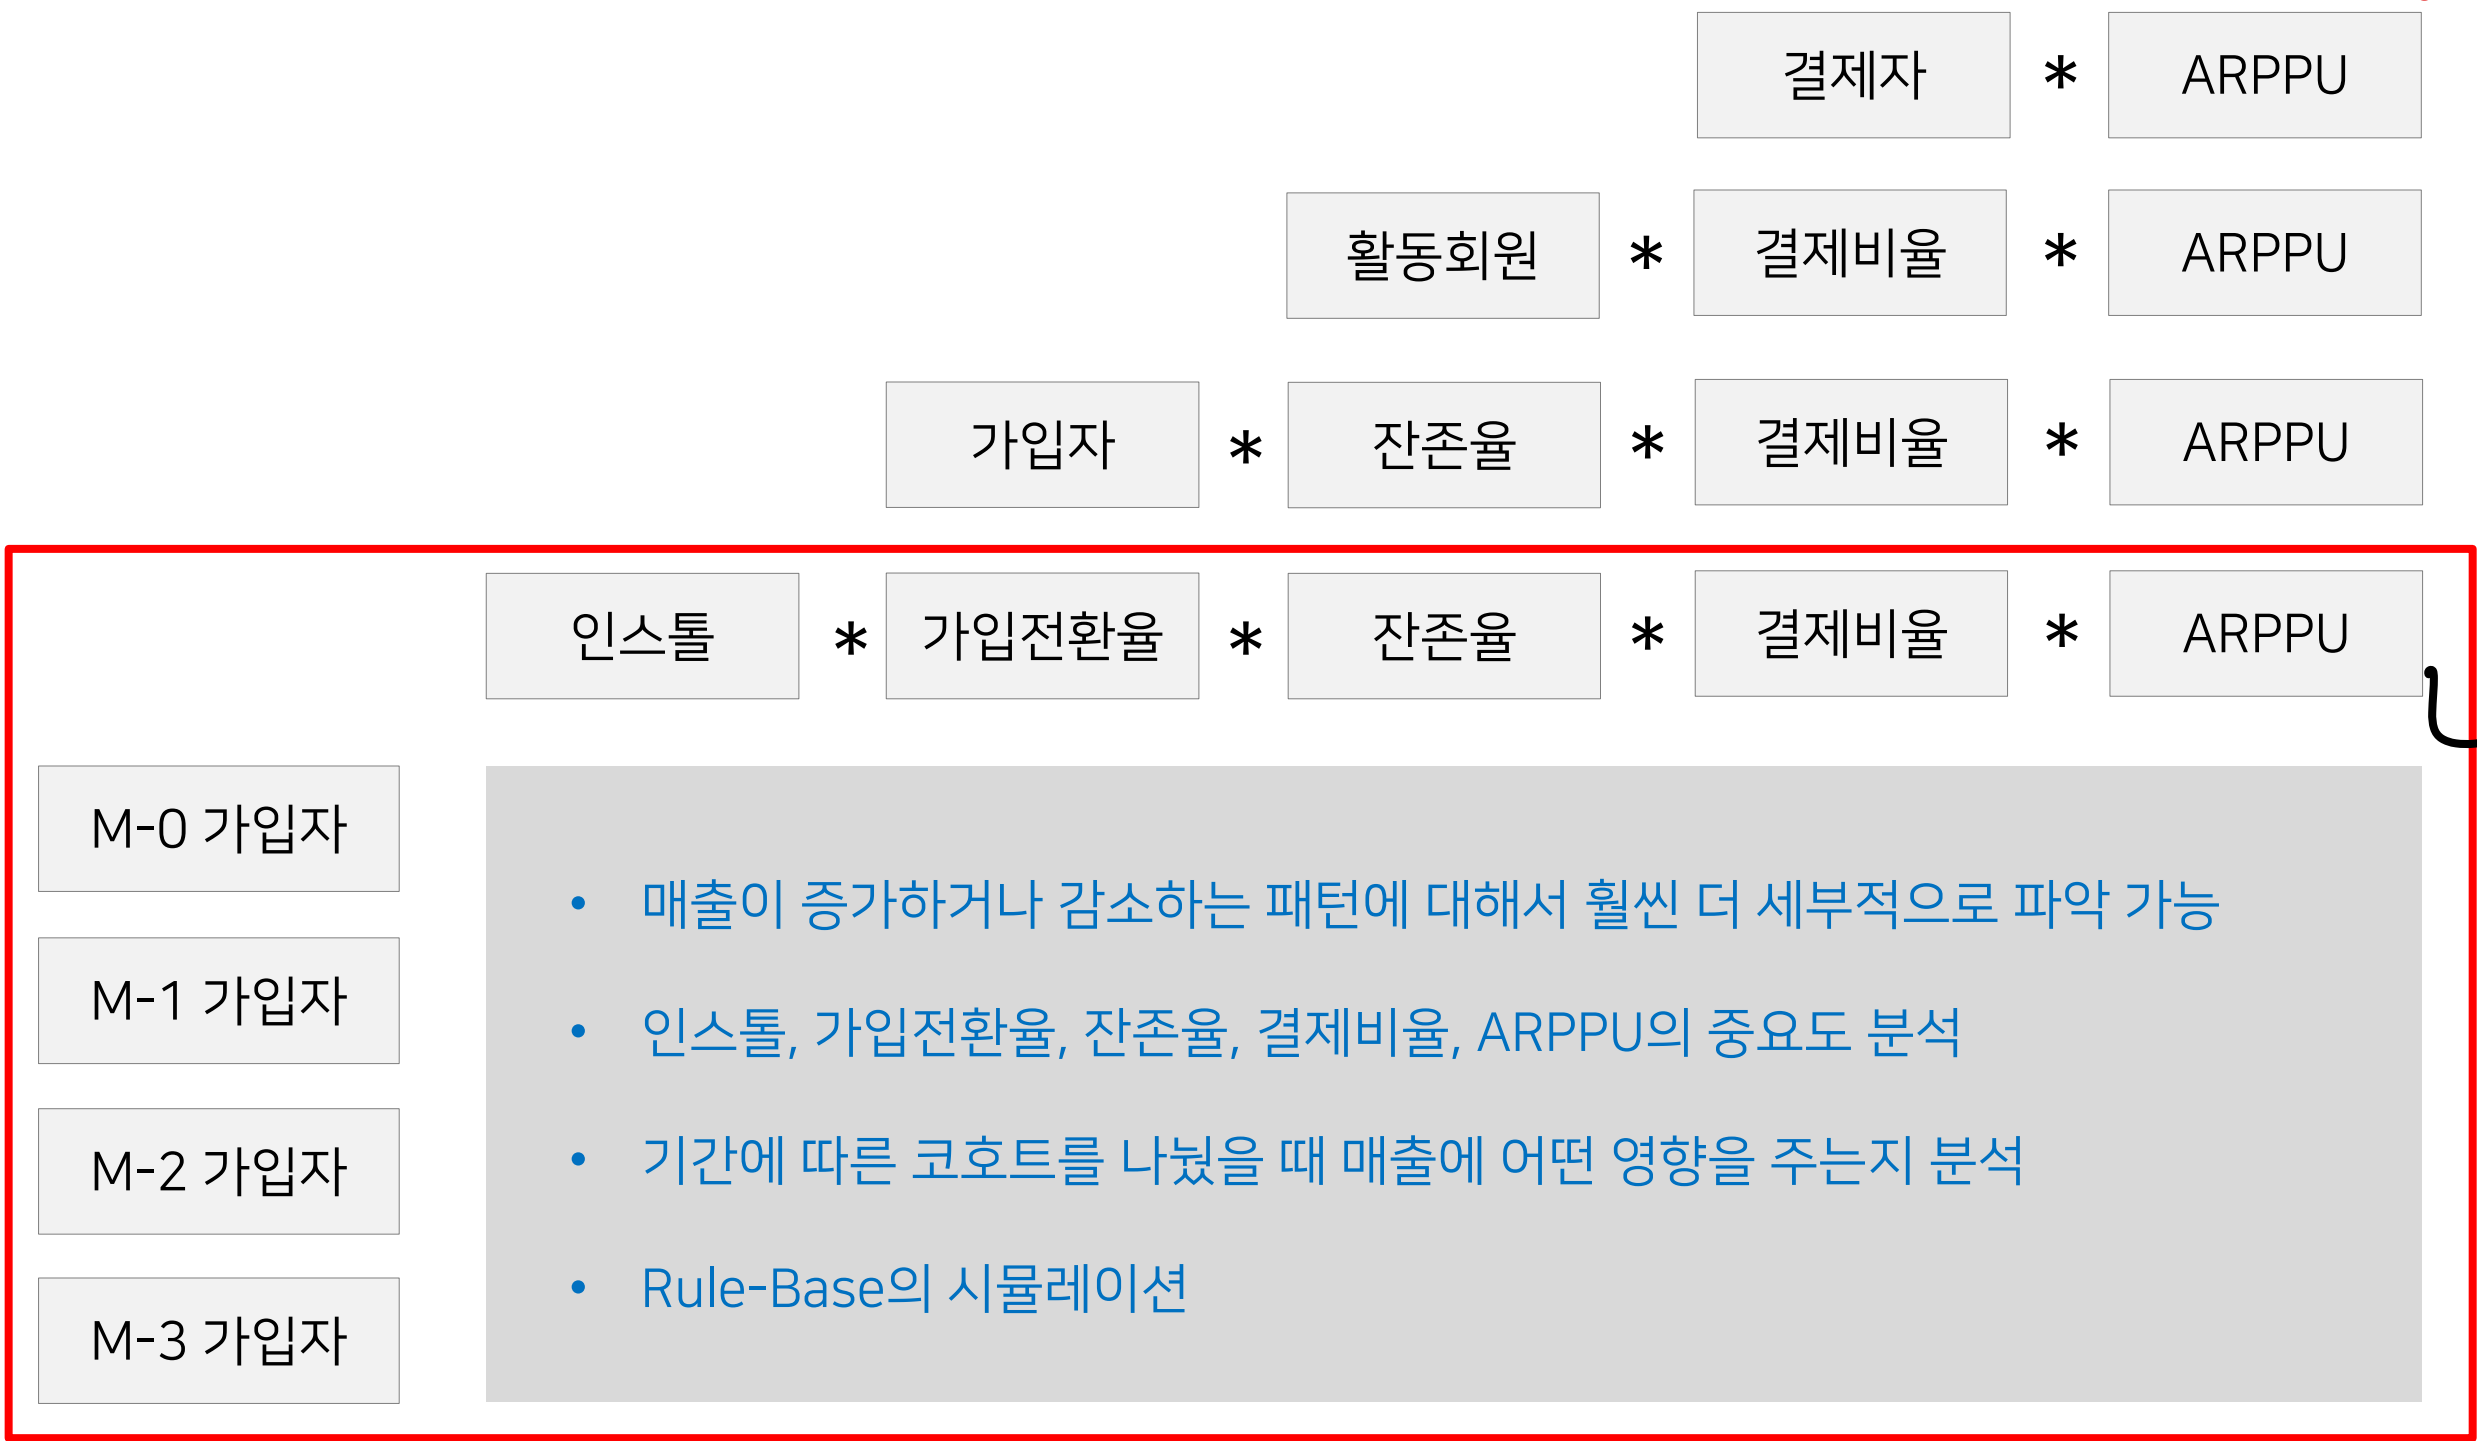 결제자 * ARPPU
활동회원 * 결제비율 * ARPPU
가입자 * 잔존율 * 결제비율 * ARPPU
인스톨 * 가입전환율 * 잔존율 * 결제비율 * ARPPU
M-0 가입자
M-1 가입자
M-2 가입자
M-3 가입자
• 매출이 증가하거나 감소하는 패턴에 대해서 훨씬 더 세부적으로 파악 가능
• 인스톨, 가입전환율, 잔존율, 결제비율, ARPPU의 중요도 분석
• 기간에 따른 코호트를 나눴을 때 매출에 어떤 영향을 주는지 분석
• Rule-Base의 시뮬레이션